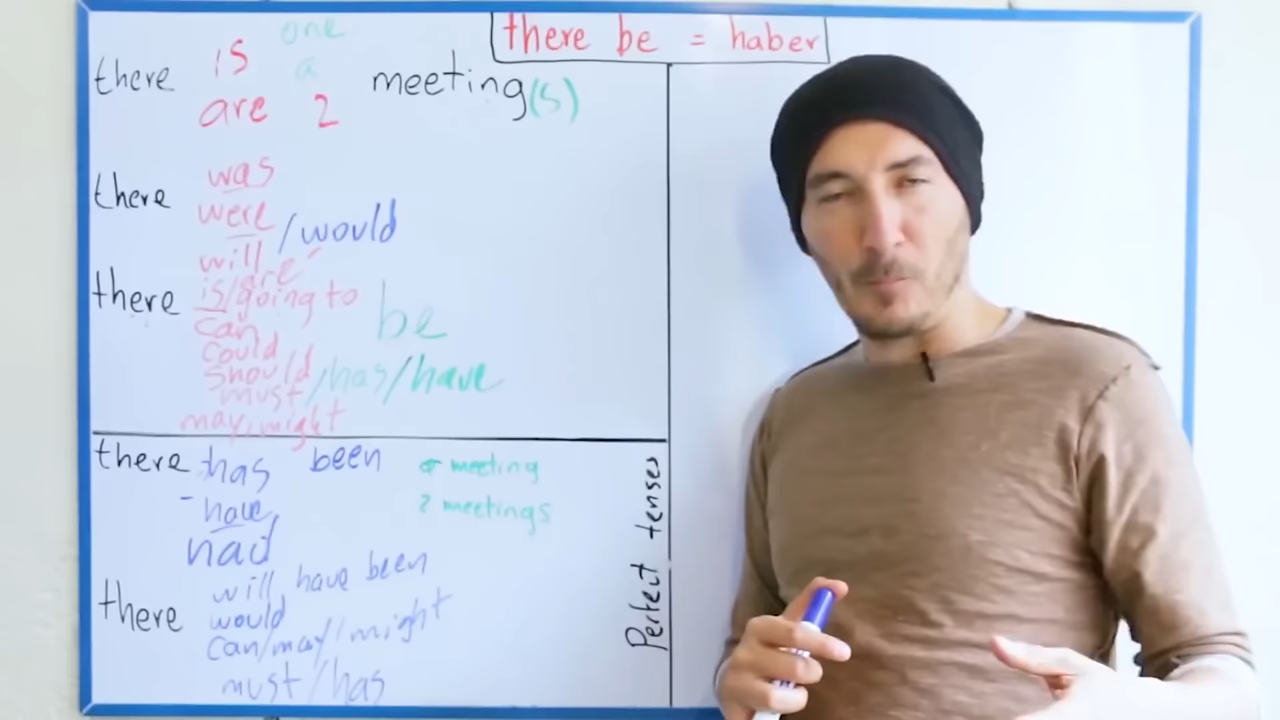 there be = haber
one
there is a meeting(s)
are 2
was
there were /would
will
are
there is/going to be
can
could
should /has/have
must
may/might
there has been a meeting
- have 2 meetings
had
will have been
there would
can/may/might
must/has
Perfect tenses